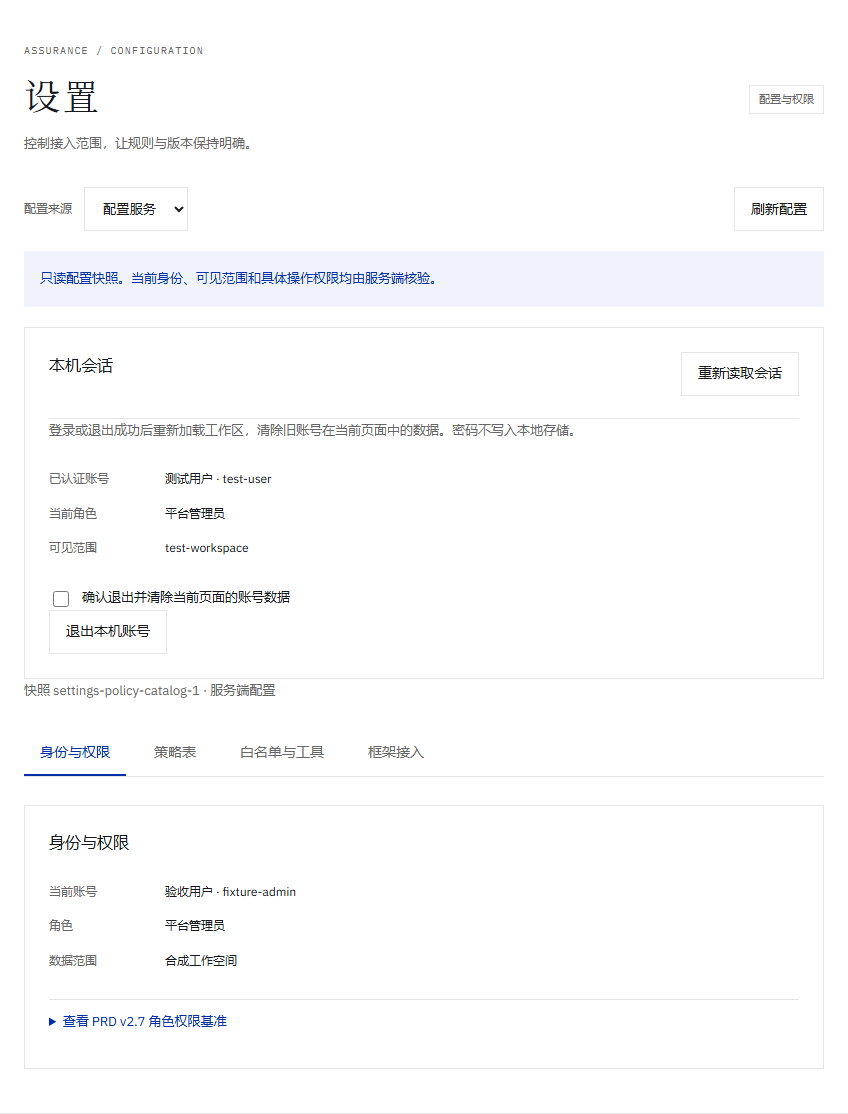 ASSURANCE / CONFIGURATION
设置
配置与权限
控制接入范围，让规则与版本保持明确。
配置来源
配置服务
刷新配置
只读配置快照。当前身份、可见范围和具体操作权限均由服务端核验。
本机会话
重新读取会话
登录或退出成功后重新加载工作区，清除旧账号在当前页面中的数据。密码不写入本地存储。
已认证账号 测试用户 · test-user
当前角色 平台管理员
可见范围 test-workspace
确认退出并清除当前页面的账号数据
退出本机账号
快照 settings-policy-catalog-1 · 服务端配置
身份与权限 策略表 白名单与工具 框架接入
身份与权限
当前账号 验收用户 · fixture-admin
角色 平台管理员
数据范围 合成工作空间
查看 PRD v2.7 角色权限基准